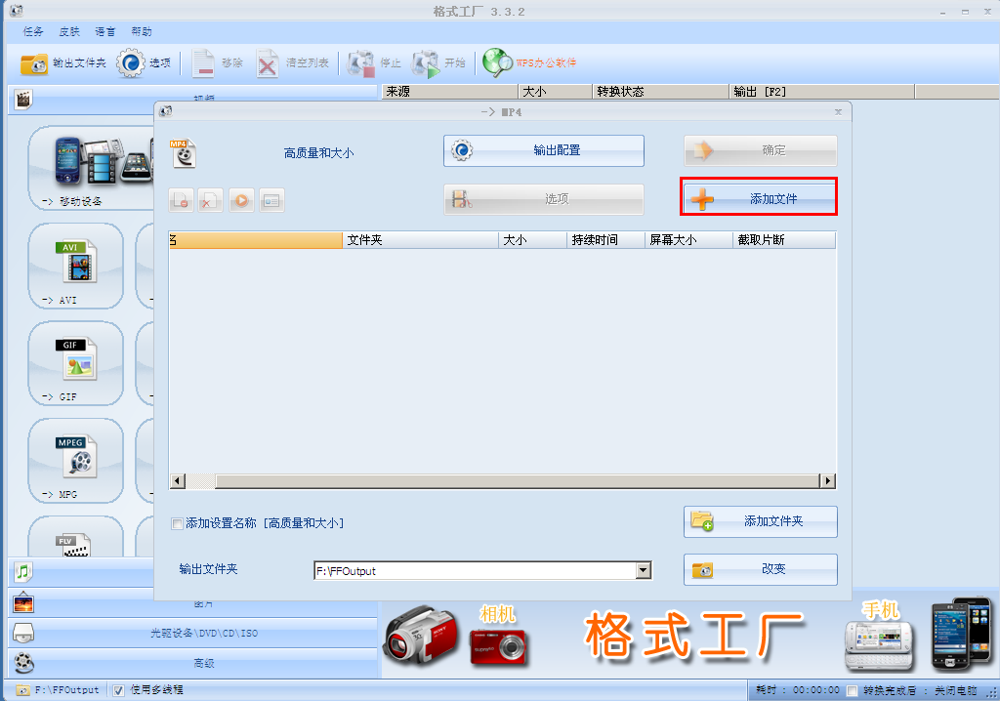 格式工厂 3.3.2
任务 皮肤 语言 帮助
输出文件夹 选项 移除 清空列表 停止 开始 WPS办公软件
来源 大小 转换状态 输出 [F2]
-> MP4
MP4 高质量和大小 输出配置 确定
选项 添加文件
文件夹 大小 持续时间 屏幕大小 截取片断
-> 移动设备
AVI
-> AVI
GIF
-> GIF
MPEG
-> MPG
FLV
添加设置名称 [高质量和大小] 添加文件夹
输出文件夹 F:\FFOutput 改变
图片
光驱设备\DVD\CD\ISO
高级
相机 格式工厂 手机
F:\FFOutput 使用多线程 耗时 : 00:00:00 转换完成后 : 关闭电脑